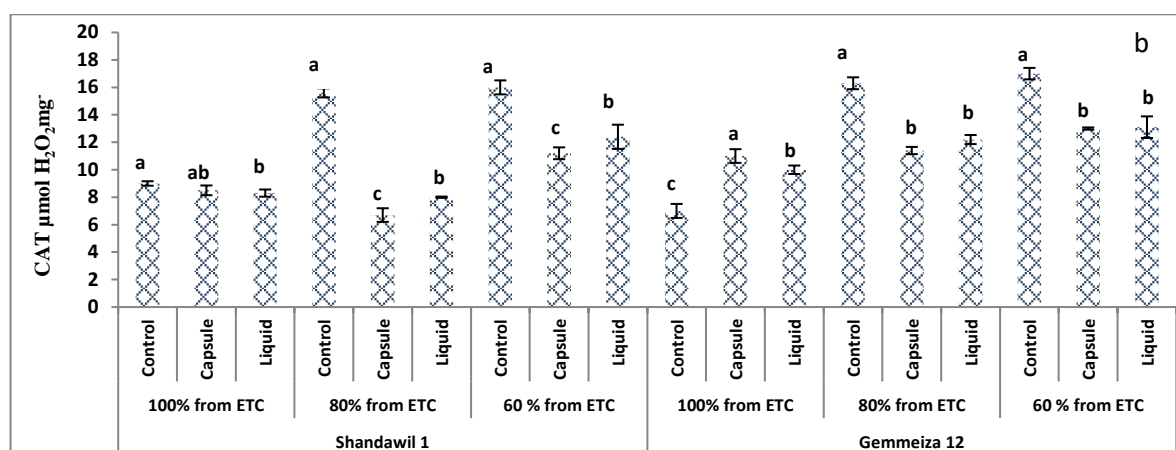 20
18
16
14
12
10
8
6
4
2
0
CAT µmol H₂O₂mg⁻
b
a ab b a c b a c b c a b a b b a b b
Control Capsule Liquid Control Capsule Liquid Control Capsule Liquid Control Capsule Liquid Control Capsule Liquid Control Capsule Liquid
100% from ETC 80% from ETC 60 % from ETC 100% from ETC 80% from ETC 60 % from ETC
Shandawil 1 Gemmeiza 12